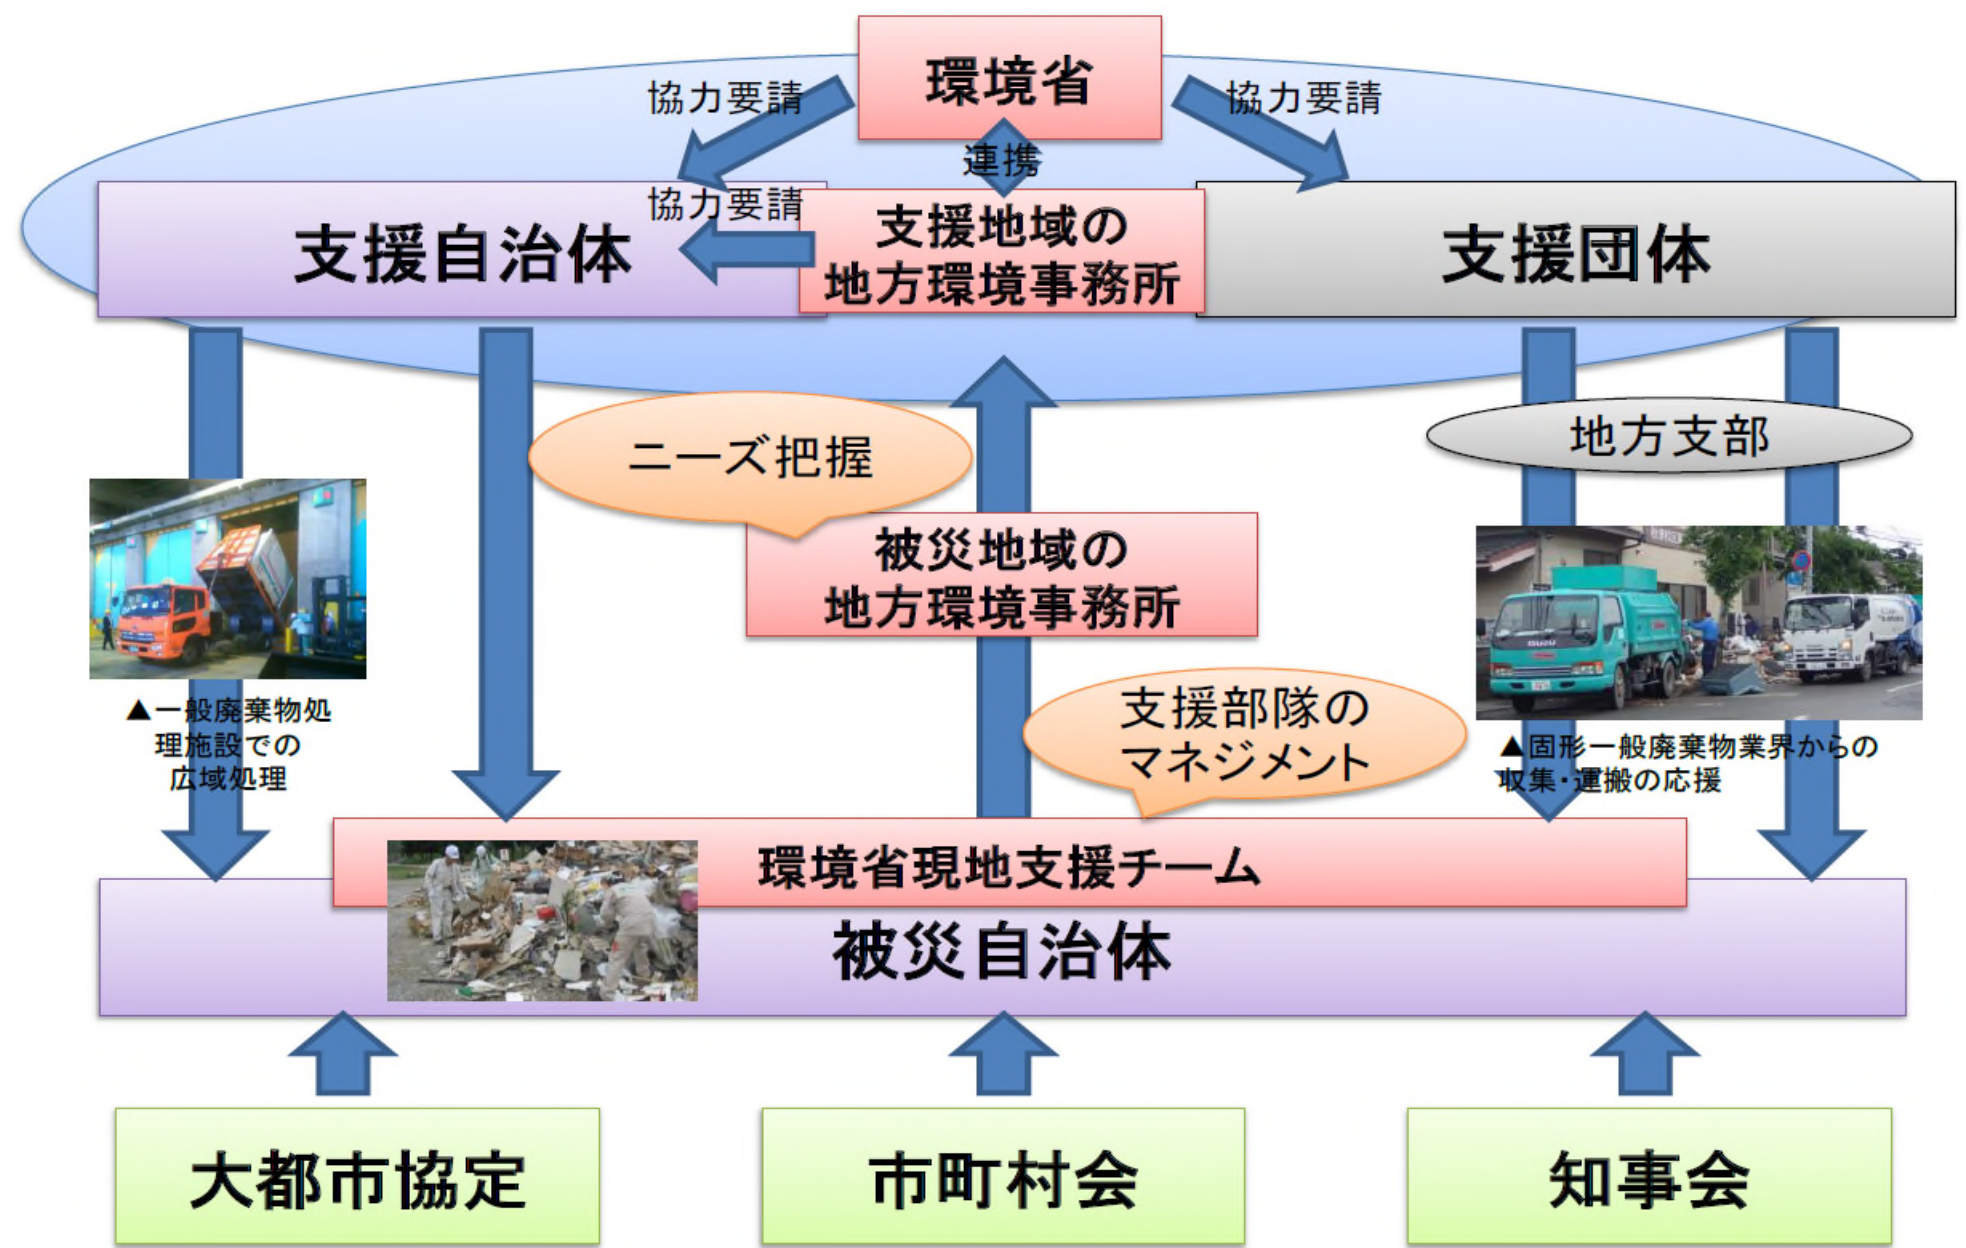 環境省
協力要請
協力要請
連携
協力要請
支援自治体
支援地域の
地方環境事務所
支援団体
ニーズ把握
地方支部
被災地域の
地方環境事務所
▲一般廃棄物処
理施設での
広域処理
支援部隊の
マネジメント
▲固形一般廃棄物業界からの
収集・運搬の応援
環境省現地支援チーム
被災自治体
大都市協定
市町村会
知事会